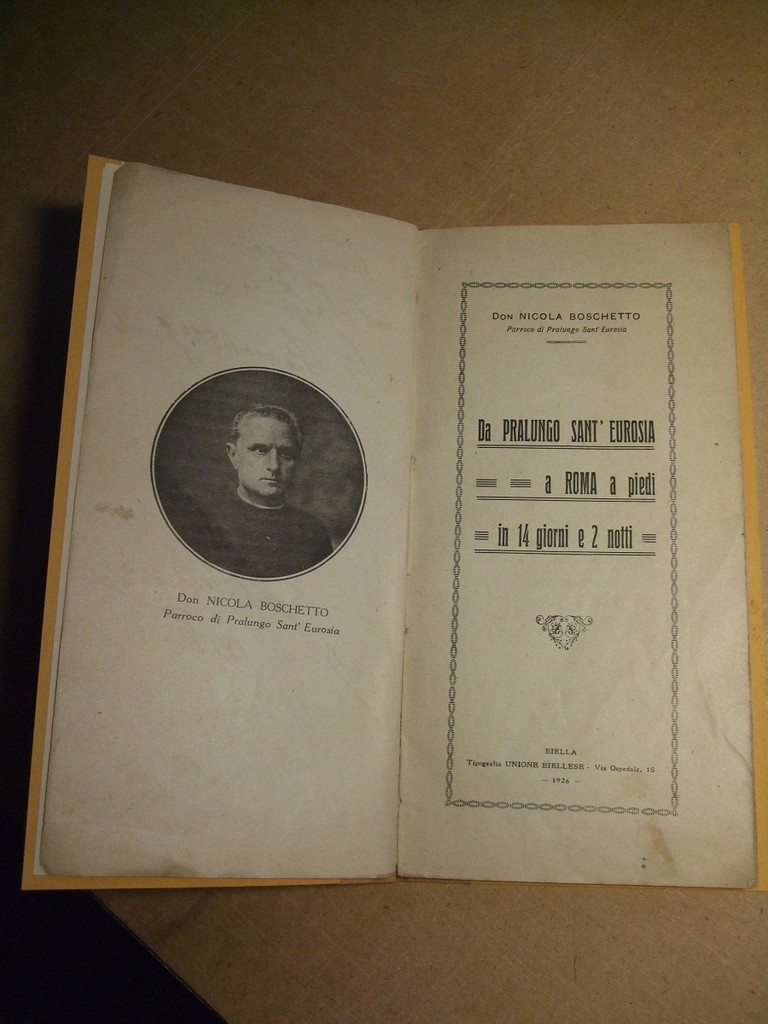 Don NICOLA BOSCHETTO
Parroco di Pralungo Sant' Eurosia
DON NICOLA BOSCHETTO
Parroco di Pralungo Sant' Eurosia
Da PRALUNGO SANT' EUROSIA
a ROMA a piedi
in 14 giorni e 2 notti
BIELLA
Tipografia UNIONE BIELLESE - Via Ospedale, 15
— 1926 —